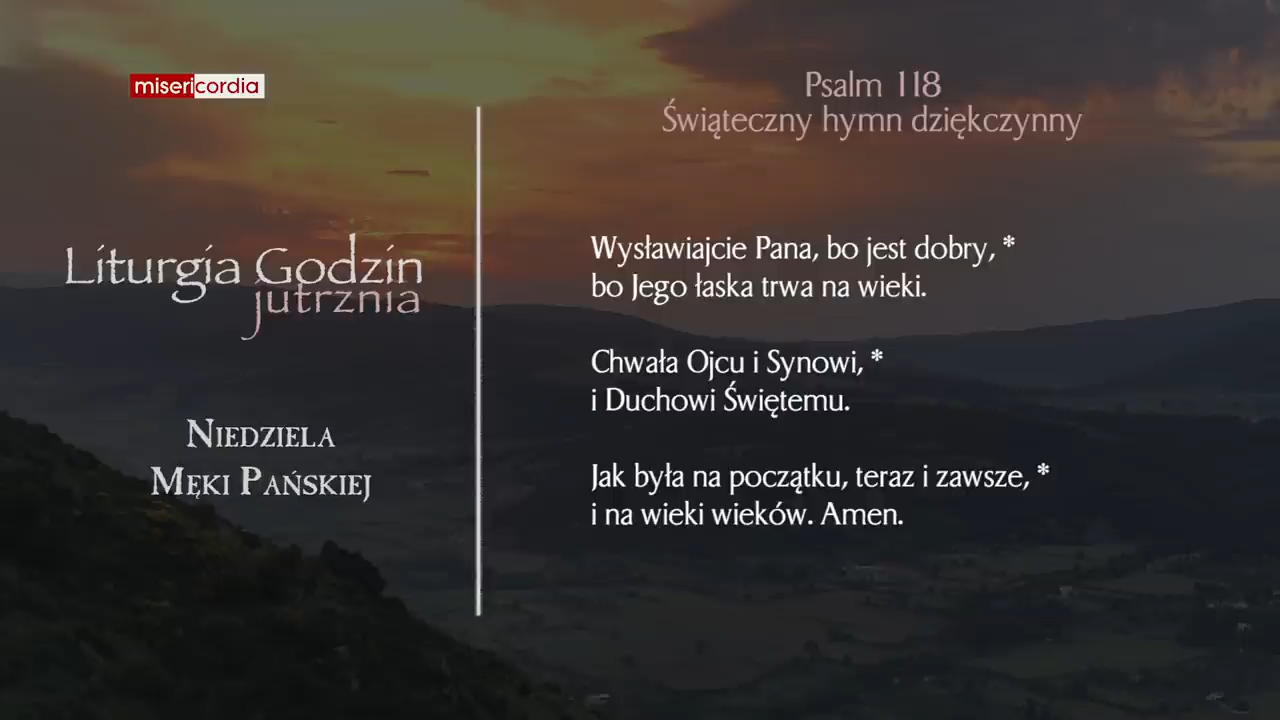 misericordia
Liturgia Godzin
jutrznia
Niedziela
Męki Pańskiej
Psalm 118
Świąteczny hymn dziękczynny
Wysławiajcie Pana, bo jest dobry, *
bo Jego łaska trwa na wieki.
Chwała Ojcu i Synowi, *
i Duchowi Świętemu.
Jak była na początku, teraz i zawsze, *
i na wieki wieków. Amen.